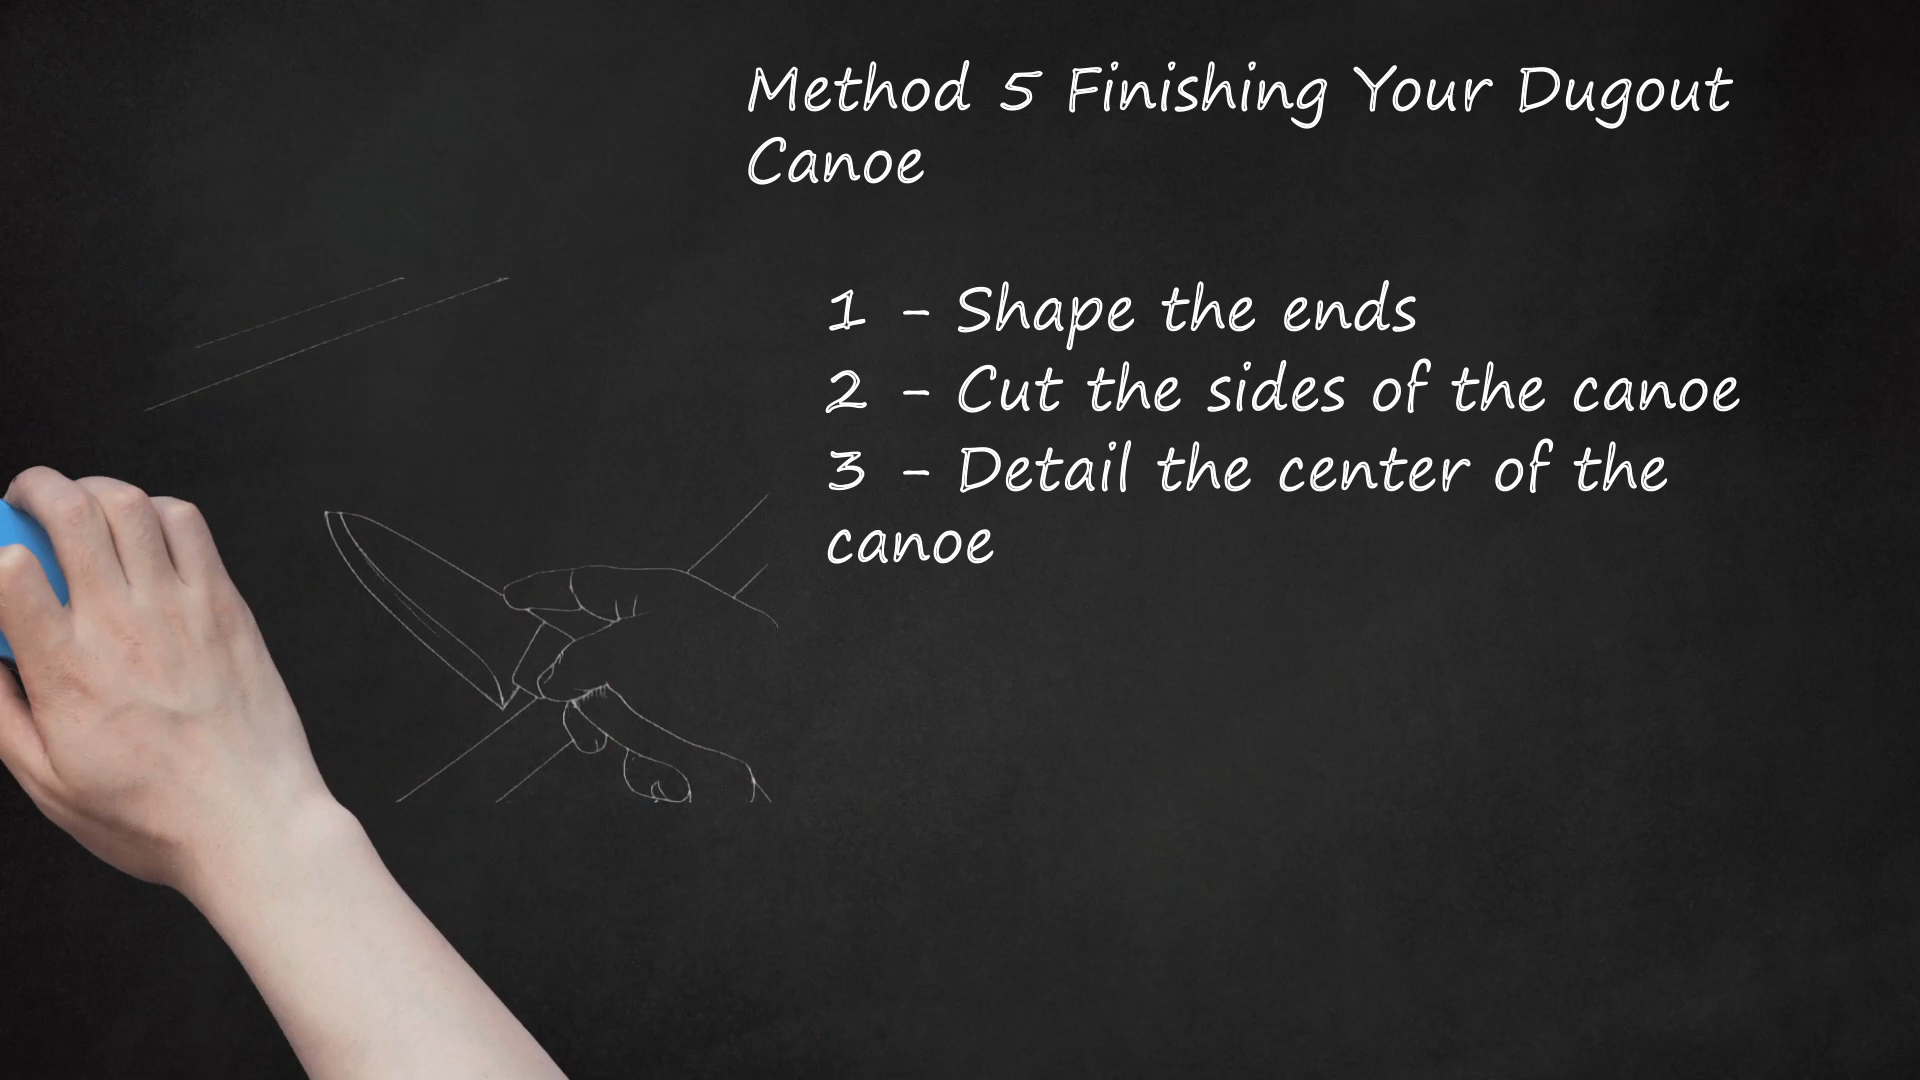 Method 5 Finishing Your Dugout
Canoe
1 - Shape the ends
2 - Cut the sides of the canoe
3 - Detail the center of the
canoe